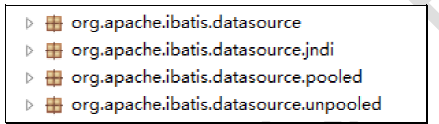 org.apache.ibatis.datasource
org.apache.ibatis.datasource.jndi
org.apache.ibatis.datasource.pooled
org.apache.ibatis.datasource.unpooled